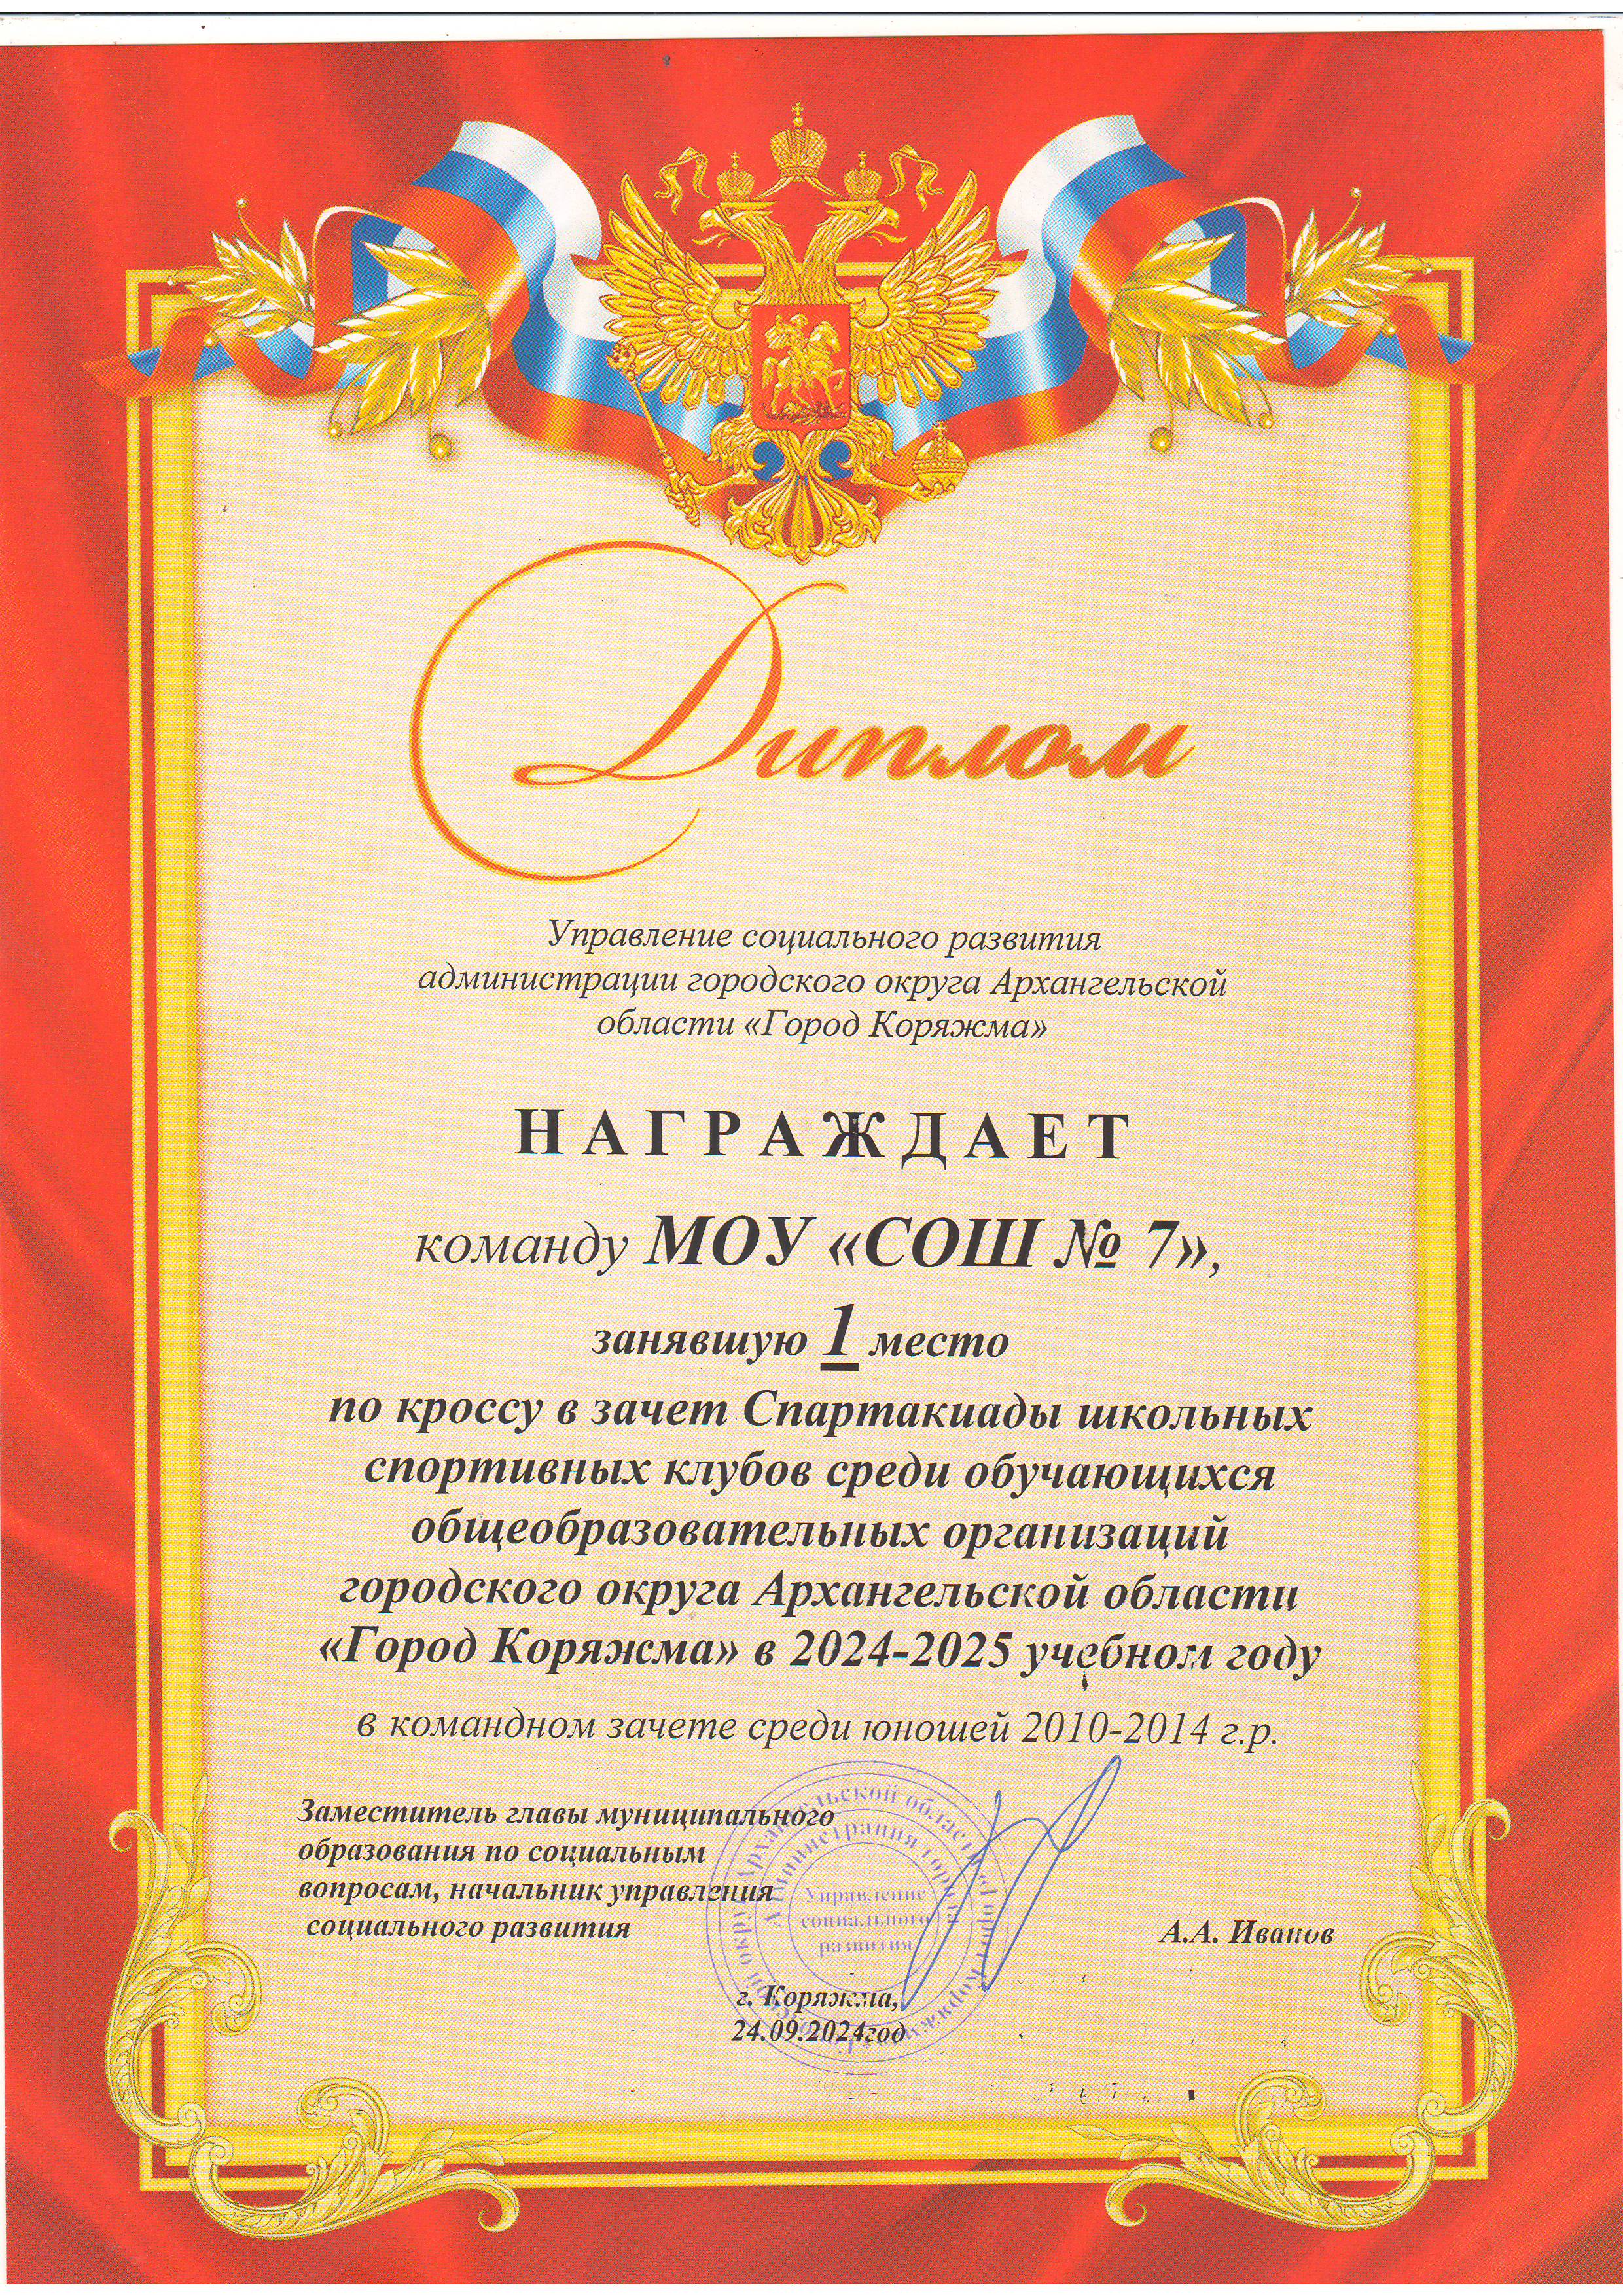 Диплом
Управление социального развития
администрации городского округа Архангельской
области «Город Коряжма»
НАГРАЖДАЕТ
команду МОУ «СОШ № 7»,
занявшую 1 место
по кроссу в зачет Спартакиады школьных
спортивных клубов среди обучающихся
общеобразовательных организаций
городского округа Архангельской области
«Город Коряжма» в 2024-2025 учебном году
в командном зачете среди юношей 2010-2014 г.р.
Заместитель главы муниципального
образования по социальным
вопросам, начальник управления
социального развития
А.А. Иванов
Управление
социального
развития
г. Коряжма,
24.09.2024год